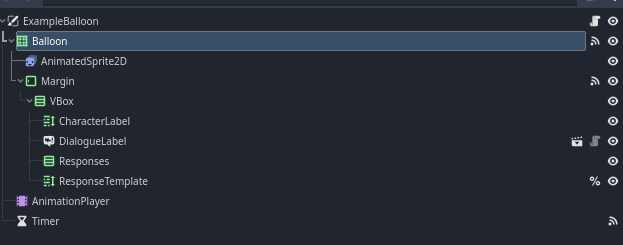 ExampleBalloon
Balloon
AnimatedSprite2D
Margin
VBox
CharacterLabel
DialogueLabel
Responses
ResponseTemplate %
AnimationPlayer
Timer